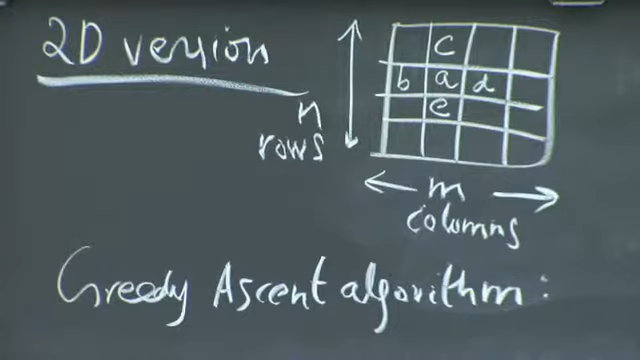 2D version
c
b a d
e
n
rows
m
columns
Greedy Ascent algorithm: